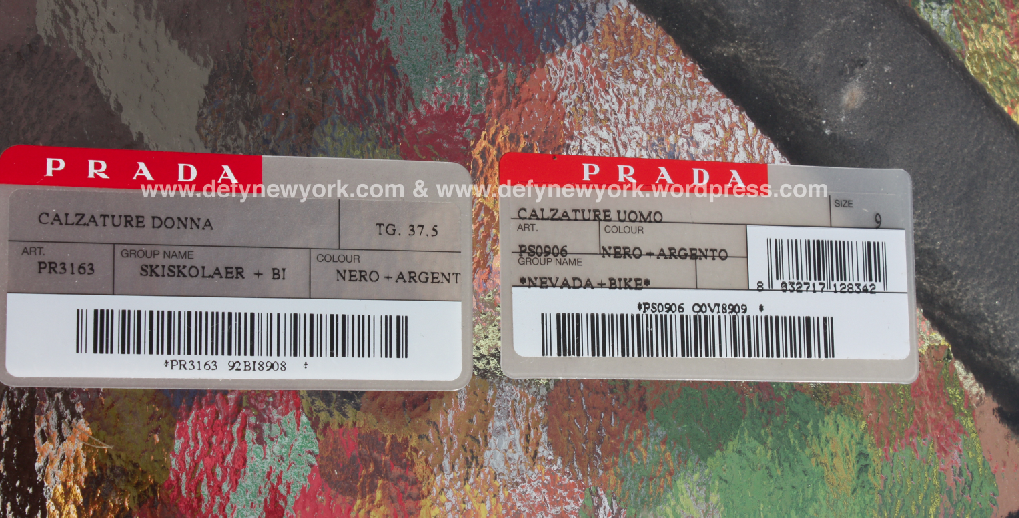 PRADA
CALZATURE DONNA
TG. 37.5
ART.
PR3163
GROUP NAME
SKISKOLAER + BI
COLOUR
NERO+ARGENT
*PR3163 92BI8908 *
PRADA
CALZATURE UOMO
SIZE
9
ART.
PS0906
COLOUR
NERO+ARGENTO
GROUP NAME
*NEVADA+BIKE*
8 032717 128342
*PS0906 COVI8909 *
www.defynewyork.com & www.defynewyork.wordpress.com